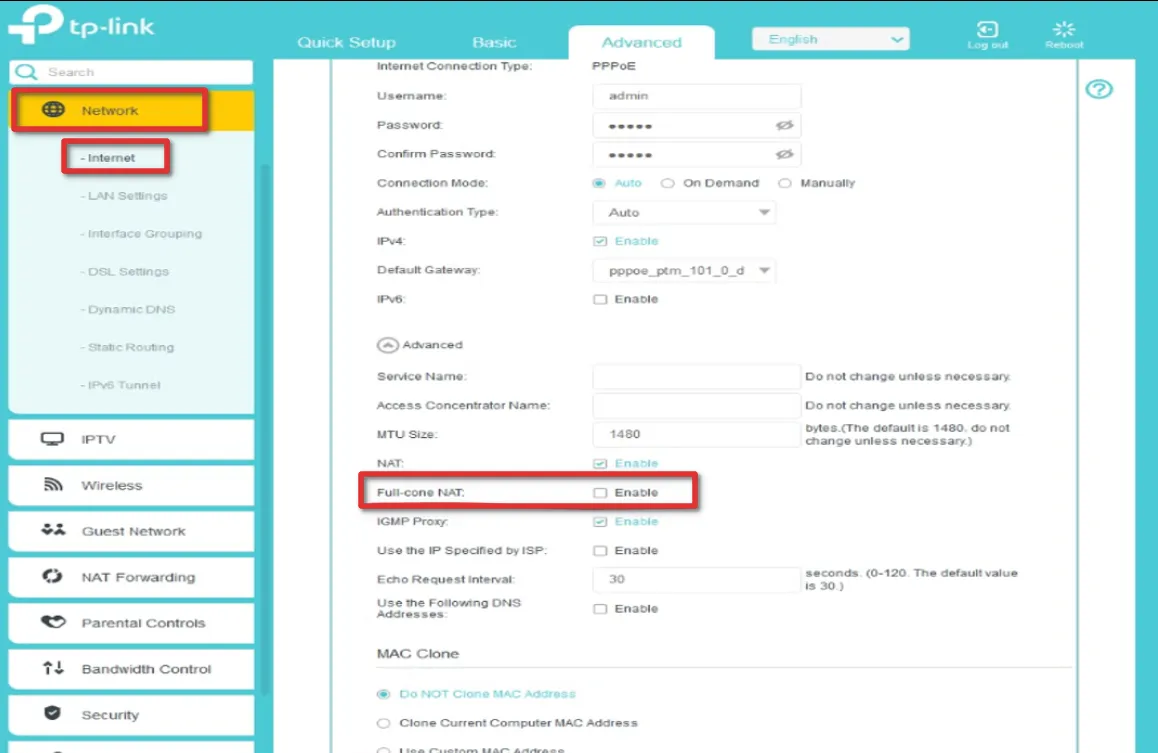 tp-link
Quick Setup
Basic
Advanced
English
Log out
Reboot
Search
Network
- Internet
- LAN Settings
- Interface Grouping
- DSL Settings
- Dynamic DNS
- Static Routing
- IPv6 Tunnel
IPTV
Wireless
Guest Network
NAT Forwarding
Parental Controls
Bandwidth Control
Security
Internet Connection Type: PPPoE
Username: admin
Password: •••••
Confirm Password: •••••
Connection Mode: Auto On Demand Manually
Authentication Type: Auto
IPv4: Enable
Default Gateway: pppoe_ptm_101_0_d
IPv6: Enable
Advanced
Service Name: Do not change unless necessary.
Access Concentrator Name: Do not change unless necessary.
MTU Size: 1480 bytes.(The default is 1480, do not
change unless necessary.)
NAT: Enable
Full-cone NAT: Enable
IGMP Proxy: Enable
Use the IP Specified by ISP: Enable
Echo Request Interval: 30 seconds. (0-120. The default value
is 30.)
Use the Following DNS
Addresses: Enable
MAC Clone
Do NOT Clone MAC Address
Clone Current Computer MAC Address
Use Custom MAC Address